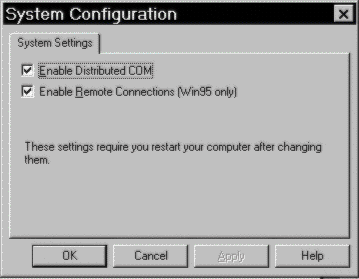 System Configuration
System Settings
Enable Distributed COM
Enable Remote Connections (Win95 only)
These settings require you restart your computer after changing
them.
OK Cancel Apply Help